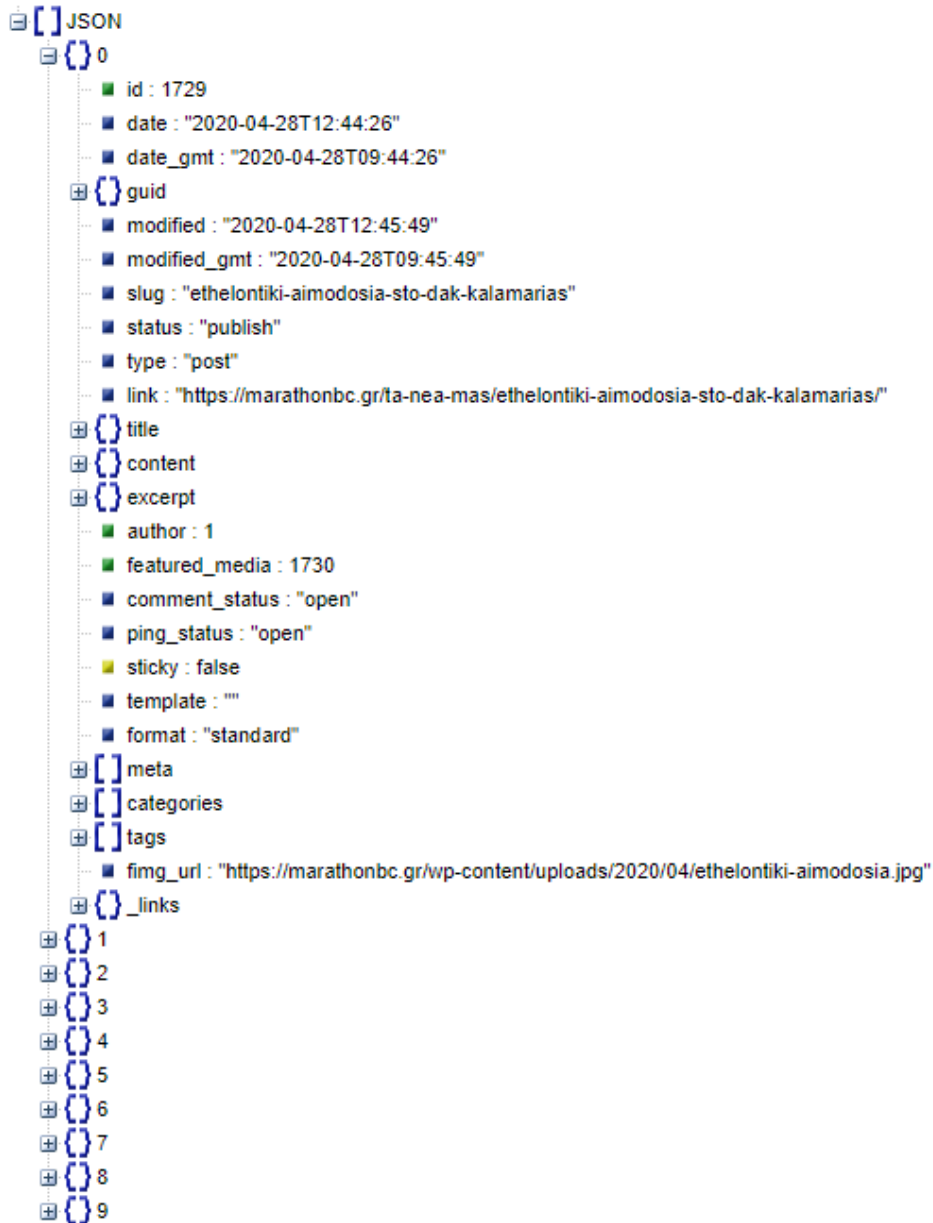 JSON
0
id : 1729
date : "2020-04-28T12:44:26"
date_gmt : "2020-04-28T09:44:26"
guid
modified : "2020-04-28T12:45:49"
modified_gmt : "2020-04-28T09:45:49"
slug : "ethelontiki-aimodosia-sto-dak-kalamarias"
status : "publish"
type : "post"
link : "https://marathonbc.gr/ta-nea-mas/ethelontiki-aimodosia-sto-dak-kalamarias/"
title
content
excerpt
author : 1
featured_media : 1730
comment_status : "open"
ping_status : "open"
sticky : false
template : ""
format : "standard"
meta
categories
tags
fimg_url : "https://marathonbc.gr/wp-content/uploads/2020/04/ethelontiki-aimodosia.jpg"
_links
1
2
3
4
5
6
7
8
9